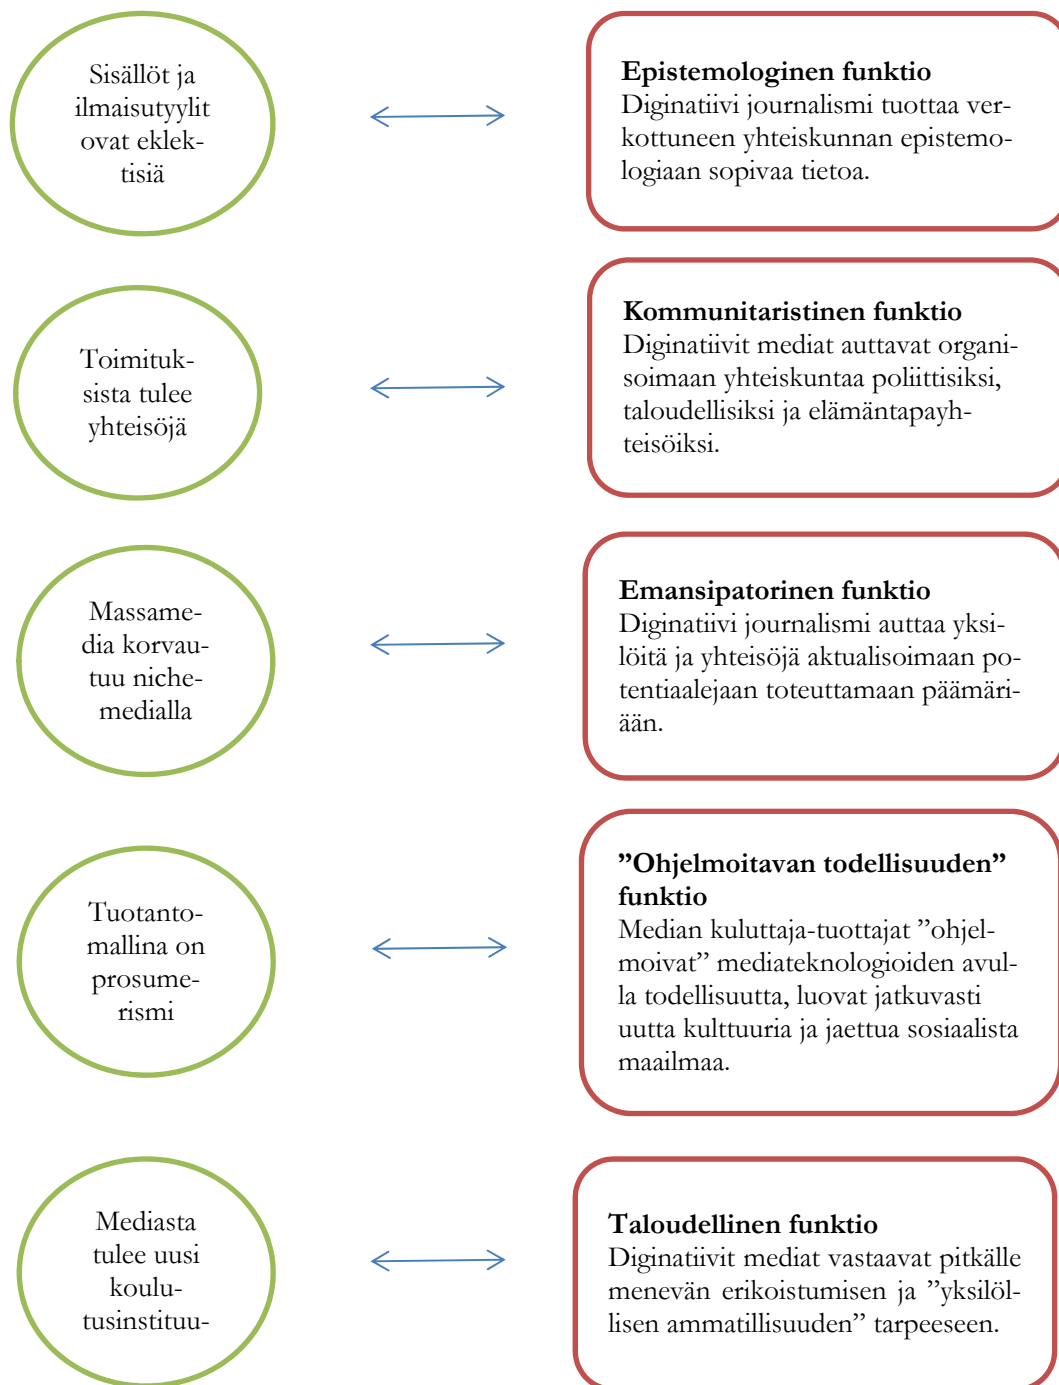 Sisällöt ja
ilmaisutyylit
ovat eklek-
tisiä
Epistemologinen funktio
Diginatiivi journalismi tuottaa ver-
kottuneen yhteiskunnan epistemo-
logiaan sopivaa tietoa.
Toimituk-
sista tulee
yhteisöjä
Kommunitaristinen funktio
Diginatiivit mediat auttavat organi-
soimaan yhteiskuntaa poliittisiksi,
taloudellisiksi ja elämäntapayh-
teisöiksi.
Massame-
dia korvau-
tuu niche-
medialla
Emansipatorinen funktio
Diginatiivi journalismi auttaa yksi-
löitä ja yhteisöjä aktualisoimaan po-
tentiaalejaan toteuttamaan päämäri-
ään.
Tuotanto-
mallina on
prosume-
rismi
”Ohjelmoitavan todellisuuden”
funktio
Median kuluttaja-tuottajat ”ohjel-
moivat” mediateknologioiden avul-
la todellisuutta, luovat jatkuvasti
uutta kulttuuria ja jaettua sosiaalista
maailmaa.
Mediasta
tulee uusi
koulu-
tusinstituu-
Taloudellinen funktio
Diginatiivit mediat vastaavat pitkälle
menevän erikoistumisen ja ”yksilöl-
lisen ammatillisuuden” tarpeeseen.